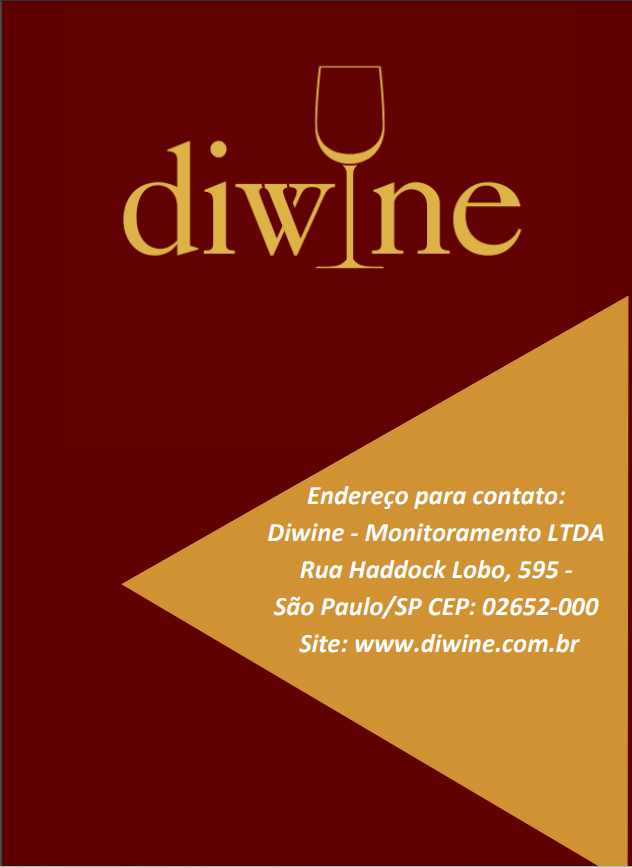 diwine
Endereço para contato:
Diwine - Monitoramento LTDA
Rua Haddock Lobo, 595 -
São Paulo/SP CEP: 02652-000
Site: www.diwine.com.br